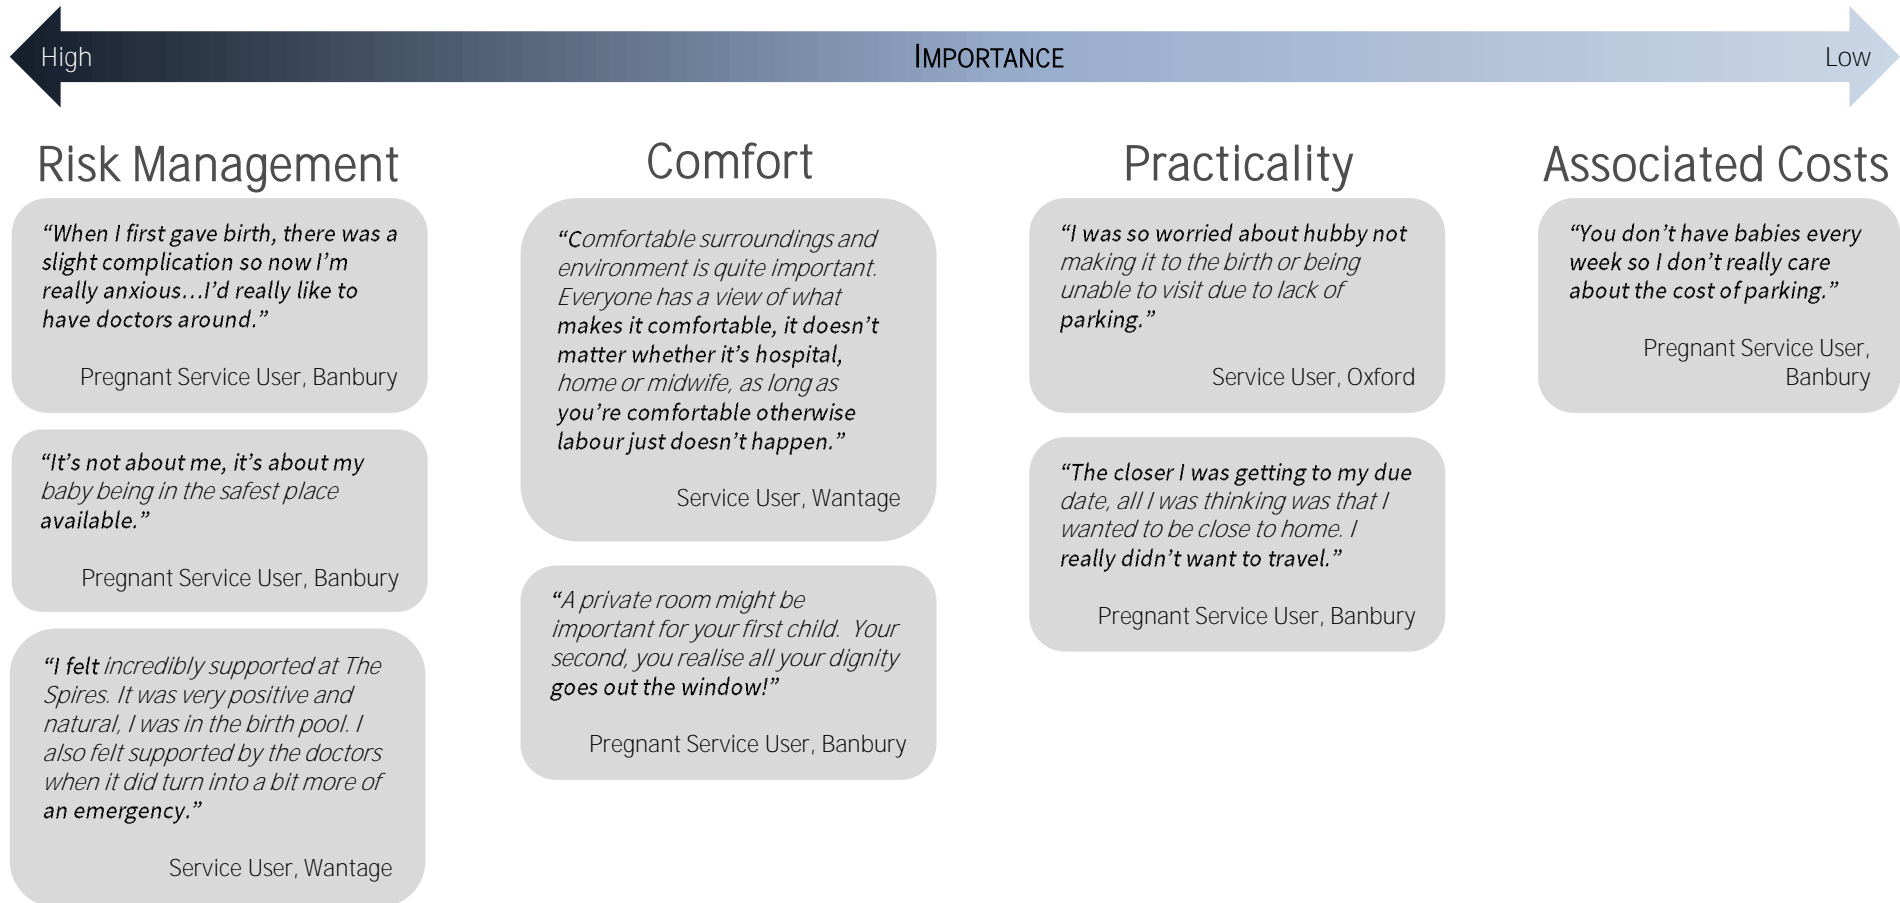 High
IMPORTANCE
Low
Risk Management
“When I first gave birth, there was a
slight complication so now I’m
really anxious…I’d really like to
have doctors around.”
Pregnant Service User, Banbury
“It’s not about me, it’s about my
baby being in the safest place
available.”
Pregnant Service User, Banbury
“I felt incredibly supported at The
Spires. It was very positive and
natural, I was in the birth pool. I
also felt supported by the doctors
when it did turn into a bit more of
an emergency.”
Service User, Wantage
Comfort
“Comfortable surroundings and
environment is quite important.
Everyone has a view of what
makes it comfortable, it doesn’t
matter whether it’s hospital,
home or midwife, as long as
you’re comfortable otherwise
labour just doesn’t happen.”
Service User, Wantage
“A private room might be
important for your first child. Your
second, you realise all your dignity
goes out the window!”
Pregnant Service User, Banbury
Practicality
“I was so worried about hubby not
making it to the birth or being
unable to visit due to lack of
parking.”
Service User, Oxford
“The closer I was getting to my due
date, all I was thinking was that I
wanted to be close to home. I
really didn’t want to travel.”
Pregnant Service User, Banbury
Associated Costs
“You don’t have babies every
week so I don’t really care
about the cost of parking.”
Pregnant Service User,
Banbury